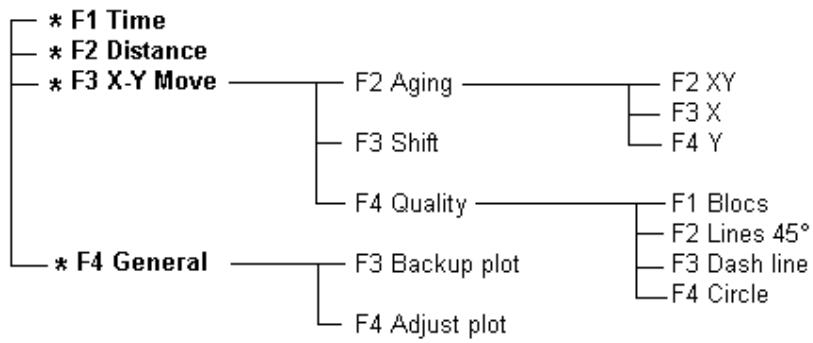 * F1 Time
* F2 Distance
* F3 X-Y Move F2 Aging F2 XY
F3 X
F3 Shift F4 Y
F4 Quality F1 Blocs
F2 Lines 45°
* F4 General F3 Backup plot F3 Dash line
F4 Circle
F4 Adjust plot